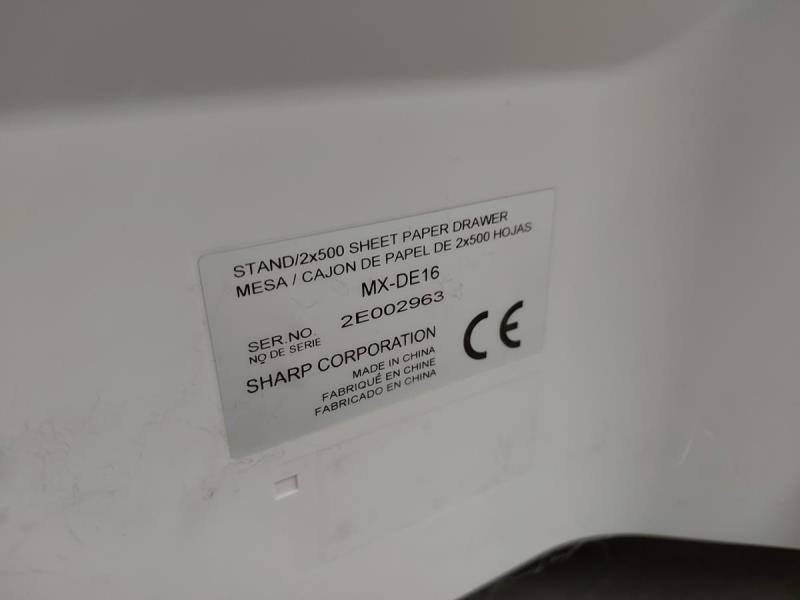 STAND/2x500 SHEET PAPER DRAWER
MESA / CAJON DE PAPEL DE 2x500 HOJAS
MX-DE16
SER.NO. 2E002963
NO DE SERIE
SHARP CORPORATION
MADE IN CHINA
FABRIQUÉ EN CHINE
FABRICADO EN CHINA
CE